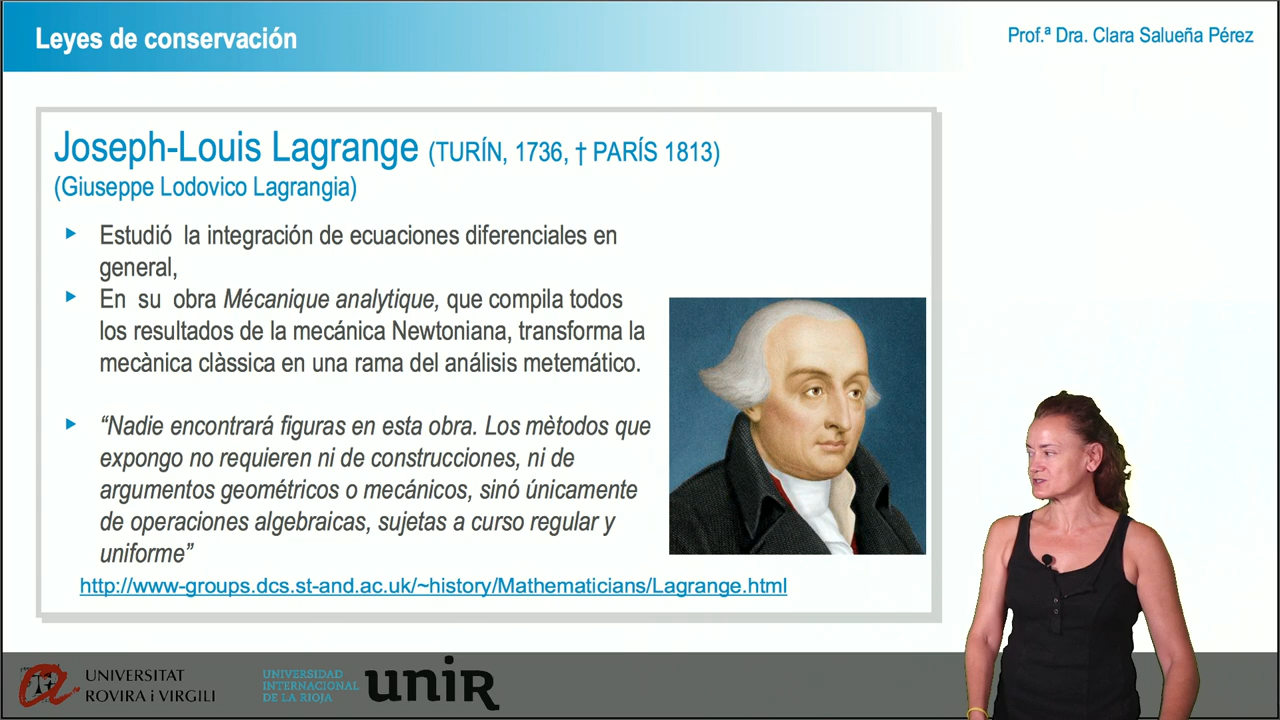 Leyes de conservación
Prof.ª Dra. Clara Salueña Pérez
Joseph-Louis Lagrange (TURÍN, 1736, † PARÍS 1813)
(Giuseppe Lodovico Lagrangia)
Estudió la integración de ecuaciones diferenciales en
general,
En su obra Mécanique analytique, que compila todos
los resultados de la mecánica Newtoniana, transforma la
mecànica clàssica en una rama del análisis metemático.
“Nadie encontrará figuras en esta obra. Los mètodos que
expongo no requieren ni de construcciones, ni de
argumentos geométricos o mecánicos, sinó únicamente
de operaciones algebraicas, sujetas a curso regular y
uniforme”
http://www-groups.dcs.st-and.ac.uk/~history/Mathematicians/Lagrange.html
UNIVERSITAT
ROVIRA i VIRGILI
UNIVERSIDAD
INTERNACIONAL
DE LA RIOJA
unir